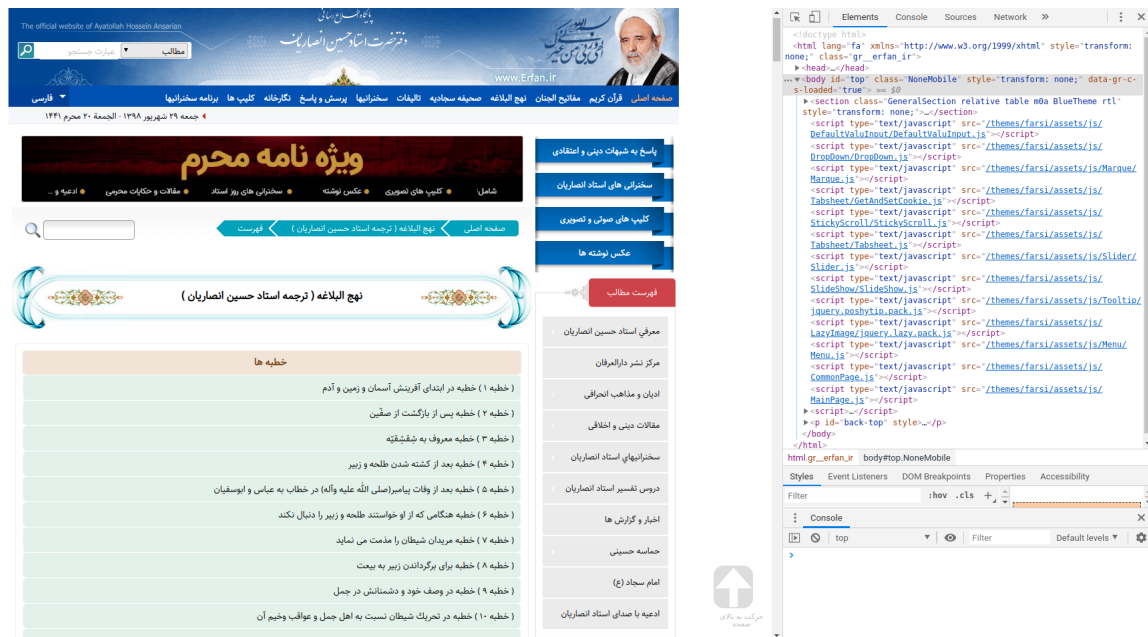 The official website of Ayatollah Hossein Ansarian
پایگاه اطلاع رسانی
دفتر حضرت استاد حسین انصاریان
مطالب
عبارت جستجو
www.Erfan.ir
صفحه اصلی قرآن کریم مفاتیح الجنان نهج البلاغه صحیفه سجادیه تالیفات سخنرانیها پرسش و پاسخ نگارخانه کلیپ ها برنامه سخنرانیها
فارسی
جمعه ۲۹ شهریور ۱۳۹۸ - الجمعة ۲۰ محرم ۱۴۴۱
پاسخ به شبهات دینی و اعتقادی
سخنرانی های استاد انصاریان
کلیپ های صوتی و تصویری
عکس نوشته ها
فهرست مطالب
معرفي استاد حسين انصاريان
مرکز نشر دارالعرفان
ادیان و مذاهب انحرافی
مقالات دینی و اخلاقی
سخنرانيهاي استاد انصاریان
دروس تفسیر استاد انصاریان
اخبار و گزارش ها
حماسه حسینی
امام سجاد (ع)
ادعیه با صدای استاد انصاریان
ویژه نامه محرم
شامل: کلیپ های تصویری عکس نوشته سخنرانی های روز استاد مقالات و حکایات محرمی ادعیه و ...
صفحه اصلی نهج البلاغه ( ترجمه استاد حسین انصاریان ) فهرست
نهج البلاغه ( ترجمه استاد حسین انصاریان )
خطبه ها
( خطبه ۱ ) خطبه در ابتدای آفرینش آسمان و زمین و آدم
( خطبه ۲ ) خطبه پس از بازگشت از صفّین
( خطبه ۳ ) خطبه معروف به شِقشِقیّه
( خطبه ۴ ) خطبه بعد از کشته شدن طلحه و زبیر
( خطبه ۵ ) خطبه بعد از وفات پیامبر(صلی اللّه علیه وآله) در خطاب به عباس و ابوسفیان
( خطبه ۶ ) خطبه هنگامی که از او خواستند طلحه و زبیر را دنبال نکند
( خطبه ۷ ) خطبه مریدان شیطان را مذمت می نماید
( خطبه ۸ ) خطبه برای برگرداندن زبیر به بیعت
( خطبه ۹ ) خطبه در وصف خود و دشمنانش در جمل
( خطبه ۱۰ ) خطبه در تحریك شیطان نسبت به اهل جمل و عواقب وخیم آن
حرکت به بالای
صفحه
Elements Console Sources Network »
<!doctype html>
<html lang="fa" xmlns="http://www.w3.org/1999/xhtml" style="transform:
none;" class="gr__erfan_ir">
<head>…</head>
… <body id="top" class="NoneMobile" style="transform: none;" data-gr-c-
s-loaded="true"> == $0
<section class="GeneralSection relative table m0a BlueTheme rtl"
style="transform: none;">…</section>
<script type="text/javascript" src="/themes/farsi/assets/js/
DefaultValuInput/DefaultValuInput.js"></script>
<script type="text/javascript" src="/themes/farsi/assets/js/
DropDown/DropDown.js"></script>
<script type="text/javascript" src="/themes/farsi/assets/js/Marque/
Marque.js"></script>
<script type="text/javascript" src="/themes/farsi/assets/js/
Tabsheet/GetAndSetCookie.js"></script>
<script type="text/javascript" src="/themes/farsi/assets/js/
StickyScroll/StickyScroll.js"></script>
<script type="text/javascript" src="/themes/farsi/assets/js/
Tabsheet/Tabsheet.js"></script>
<script type="text/javascript" src="/themes/farsi/assets/js/Slider/
Slider.js"></script>
<script type="text/javascript" src="/themes/farsi/assets/js/
SlideShow/SlideShow.js"></script>
<script type="text/javascript" src="/themes/farsi/assets/js/Tooltip/
jquery.poshytip.pack.js"></script>
<script type="text/javascript" src="/themes/farsi/assets/js/
LazyImage/jquery.lazy.pack.js"></script>
<script type="text/javascript" src="/themes/farsi/assets/js/Menu/
Menu.js"></script>
<script type="text/javascript" src="/themes/farsi/assets/js/
CommonPage.js"></script>
<script type="text/javascript" src="/themes/farsi/assets/js/
MainPage.js"></script>
<script>…</script>
<p id="back-top" style>…</p>
</body>
</html>
html.gr__erfan_ir body#top.NoneMobile
Styles Event Listeners DOM Breakpoints Properties Accessibility
Filter :hov .cls +
Console
top Filter Default levels